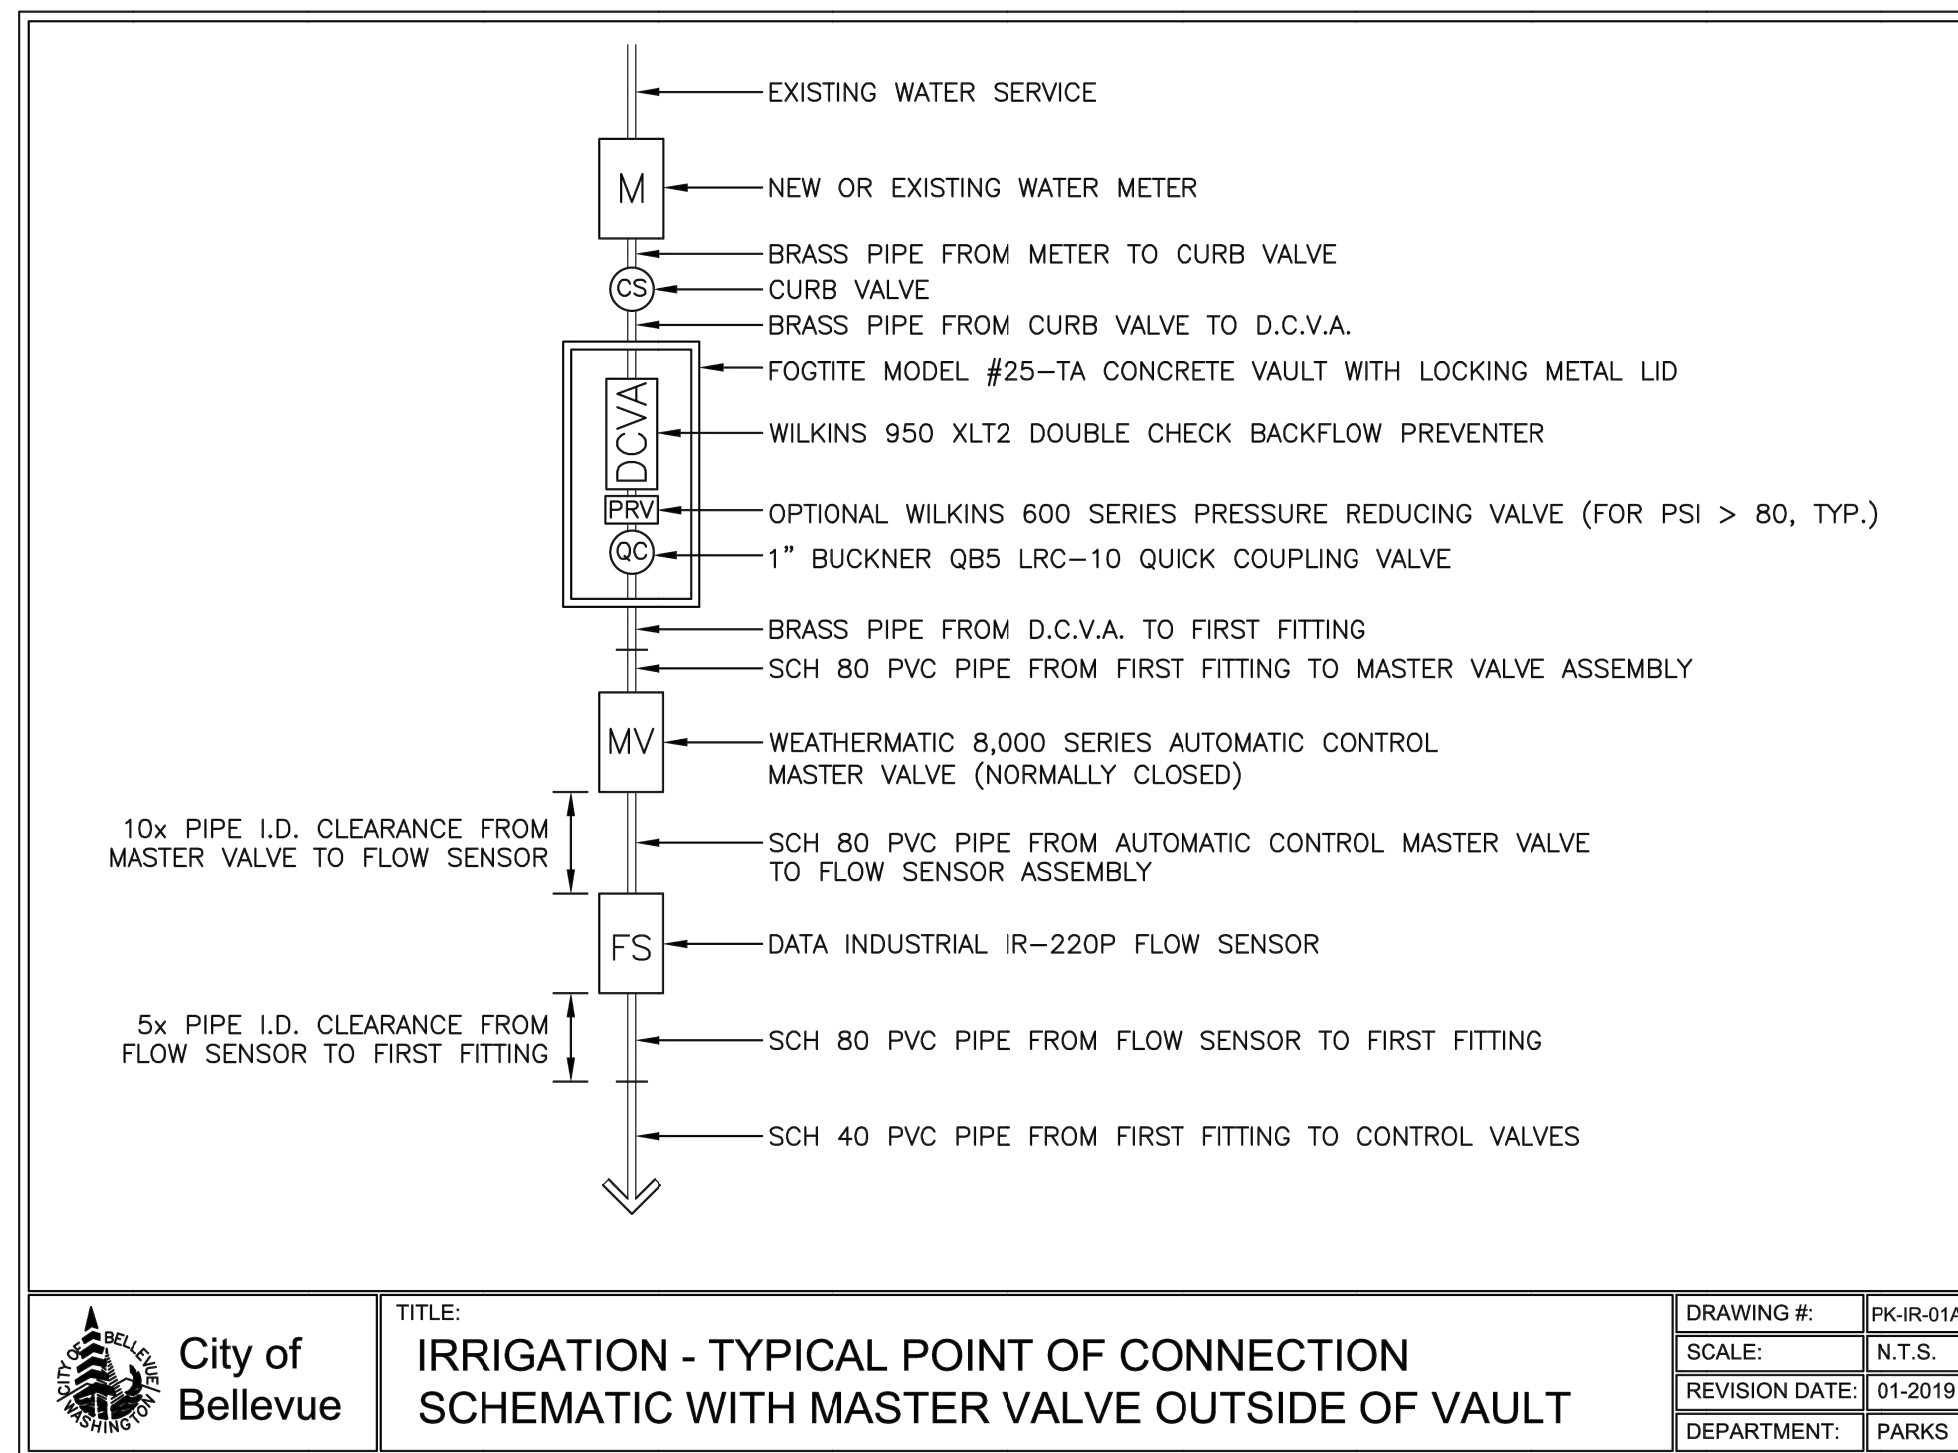 EXISTING WATER SERVICE
M
NEW OR EXISTING WATER METER
BRASS PIPE FROM METER TO CURB VALVE
CS
CURB VALVE
BRASS PIPE FROM CURB VALVE TO D.C.V.A.
FOGTITE MODEL #25-TA CONCRETE VAULT WITH LOCKING METAL LID
DCVA
WILKINS 950 XLT2 DOUBLE CHECK BACKFLOW PREVENTER
PRV
OPTIONAL WILKINS 600 SERIES PRESSURE REDUCING VALVE (FOR PSI > 80, TYP.)
QC
1" BUCKNER QB5 LRC-10 QUICK COUPLING VALVE
BRASS PIPE FROM D.C.V.A. TO FIRST FITTING
SCH 80 PVC PIPE FROM FIRST FITTING TO MASTER VALVE ASSEMBLY
MV
WEATHERMATIC 8,000 SERIES AUTOMATIC CONTROL
MASTER VALVE (NORMALLY CLOSED)
10x PIPE I.D. CLEARANCE FROM
MASTER VALVE TO FLOW SENSOR
SCH 80 PVC PIPE FROM AUTOMATIC CONTROL MASTER VALVE
TO FLOW SENSOR ASSEMBLY
FS
DATA INDUSTRIAL IR-220P FLOW SENSOR
5x PIPE I.D. CLEARANCE FROM
FLOW SENSOR TO FIRST FITTING
SCH 80 PVC PIPE FROM FLOW SENSOR TO FIRST FITTING
SCH 40 PVC PIPE FROM FIRST FITTING TO CONTROL VALVES
CITY OF BELLEVUE
WASHINGTON
City of
Bellevue
TITLE:
IRRIGATION - TYPICAL POINT OF CONNECTION
SCHEMATIC WITH MASTER VALVE OUTSIDE OF VAULT
DRAWING #: PK-IR-01A
SCALE: N.T.S.
REVISION DATE: 01-2019
DEPARTMENT: PARKS